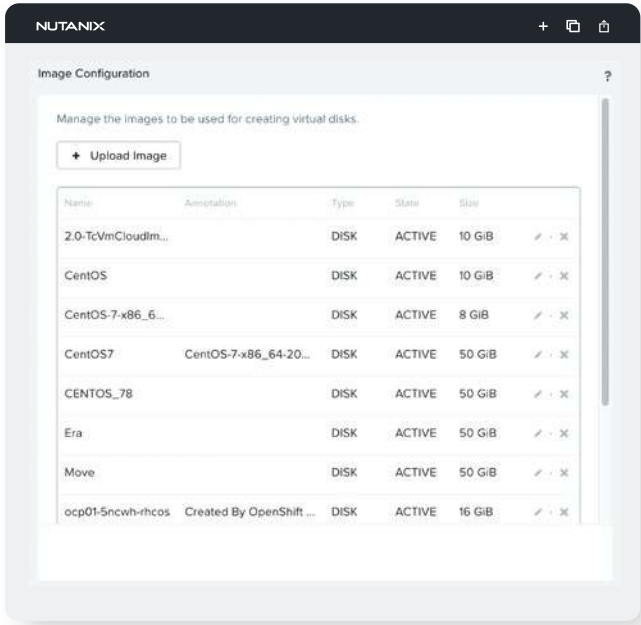 NUTANIX
Image Configuration
?
Manage the images to be used for creating virtual disks.
+ Upload Image
Name Annotation Type State Size
2.0-TcVmCloudIm... DISK ACTIVE 10 GiB
CentOS DISK ACTIVE 10 GiB
CentOS-7-x86_6... DISK ACTIVE 8 GiB
CentOS7 CentOS-7-x86_64-20... DISK ACTIVE 50 GiB
CENTOS_78 DISK ACTIVE 50 GiB
Era DISK ACTIVE 50 GiB
Move DISK ACTIVE 50 GiB
ocp01-5ncwh-rhcos Created By OpenShift ... DISK ACTIVE 16 GiB